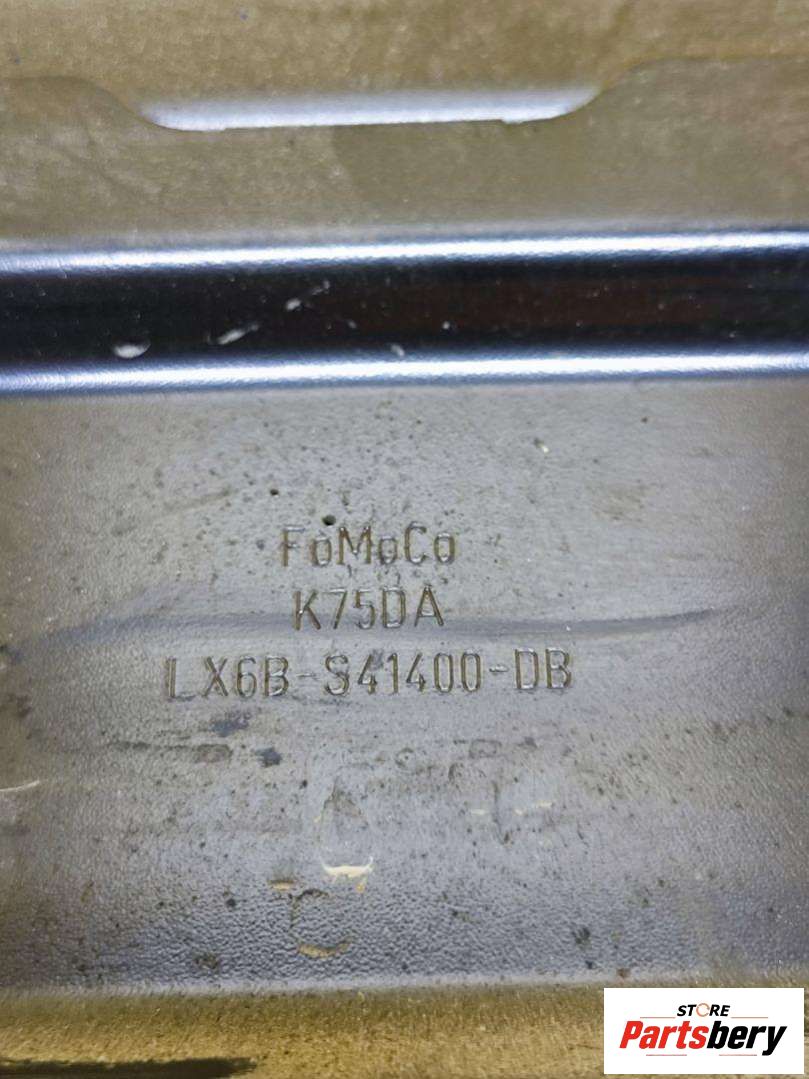 FoMoCo
K75DA
LX6B-S41400-DB
STORE
Partsbery